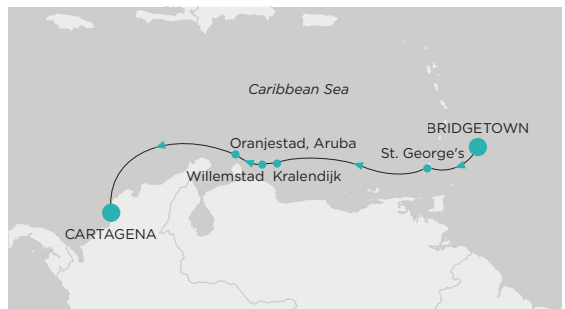 Caribbean Sea
BRIDGETOWN
Oranjestad, Aruba
St. George's
Willemstad
Kralendijk
CARTAGENA